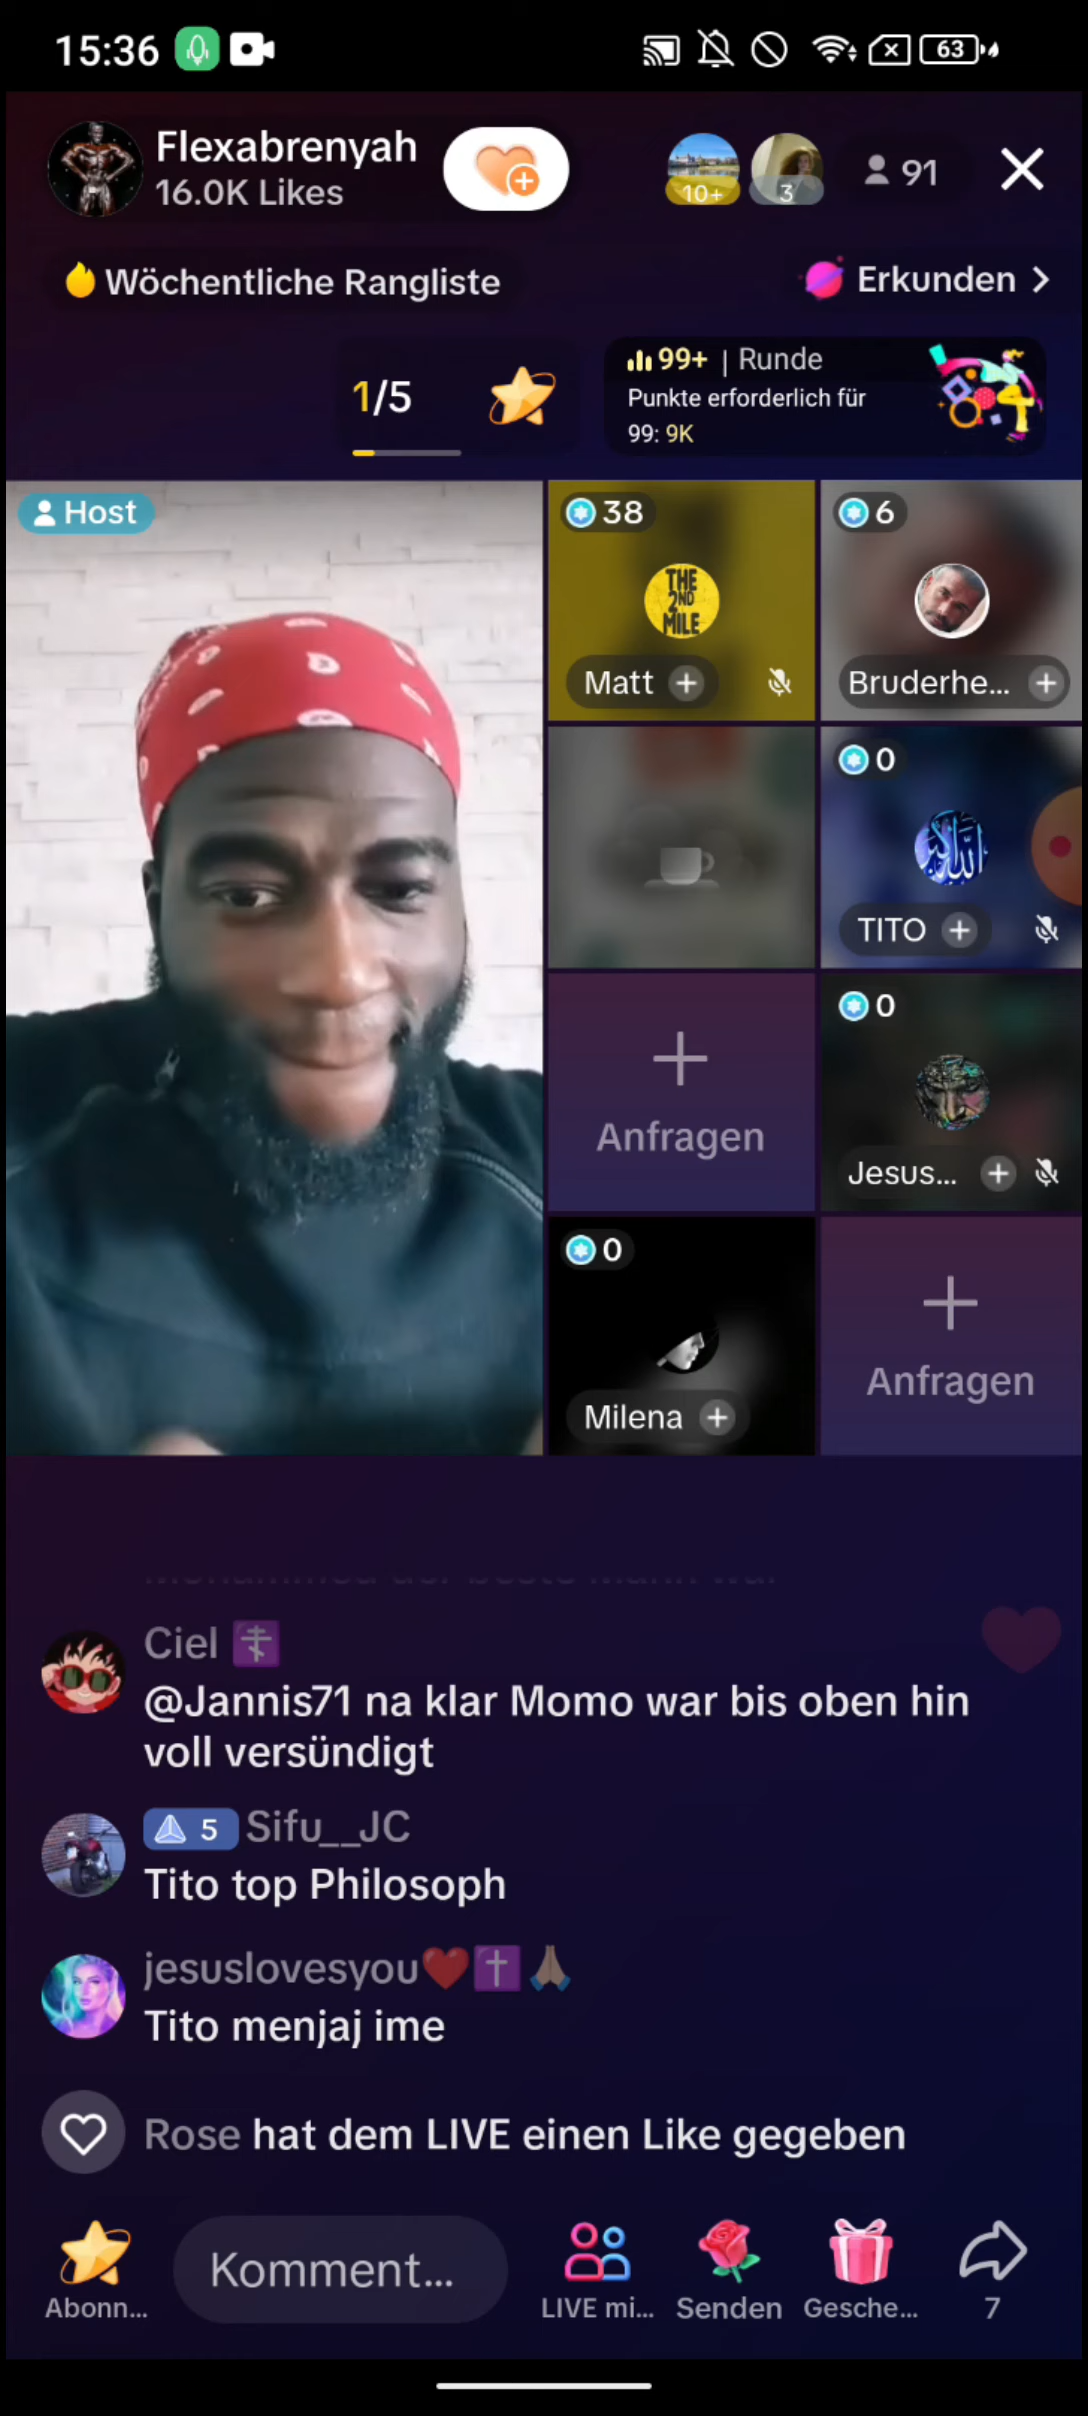 15:36
63
Flexabrenyah
16.0K Likes
10+
3
91
Wöchentliche Rangliste
Erkunden
1/5
99+ | Runde
Punkte erforderlich für
99: 9K
Host
38
THE
2ND
MILE
Matt
6
Bruderhe...
0
TITO
Anfragen
0
Jesus...
0
Milena
Anfragen
Ciel
@Jannis71 na klar Momo war bis oben hin
voll versündigt
5 Sifu__JC
Tito top Philosoph
jesuslovesyou
Tito menjaj ime
Rose hat dem LIVE einen Like gegeben
Komment...
Abonn...
LIVE mi...
Senden
Gesche...
7